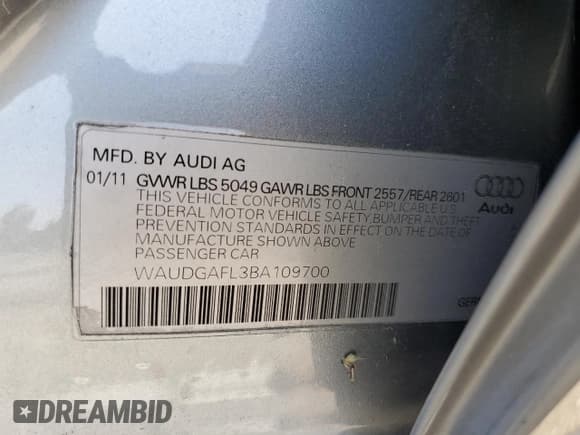 MFD. BY AUDI AG
01/11 GVWR LBS 5049 GAWR LBS FRONT 2557/REAR 2601
THIS VEHICLE CONFORMS TO ALL APPLICABLE U.S.
FEDERAL MOTOR VEHICLE SAFETY,BUMPER AND THEFT
PREVENTION STANDARDS IN EFFECT ON THE DATE OF
MANUFACTURE SHOWN ABOVE
PASSENGER CAR
WAUDGAFL3BA109700
Audi
GER
DREAMBID